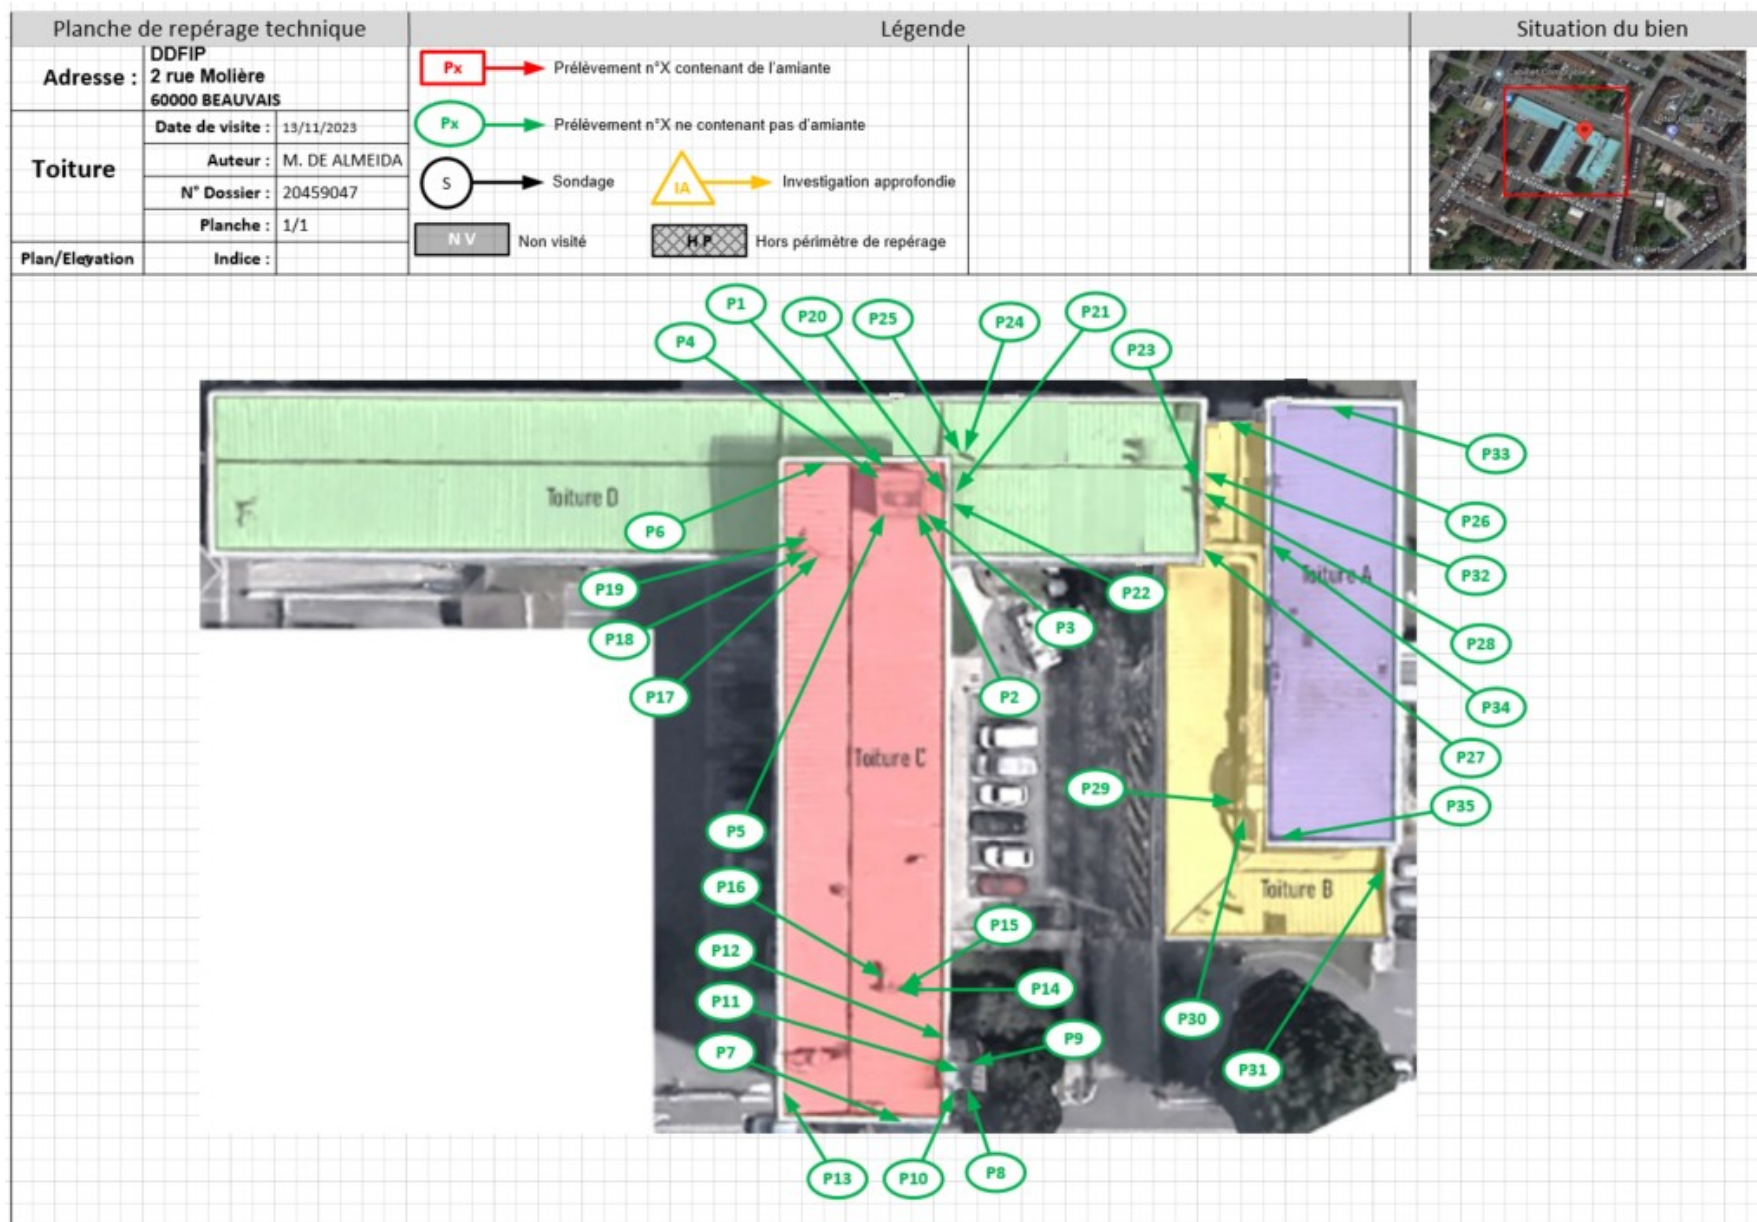 Planche de repérage technique
Légende
Situation du bien
Adresse :
DDFIP
2 rue Molière
60000 BEAUVAIS
Toiture
Date de visite : 13/11/2023
Auteur : M. DE ALMEIDA
N° Dossier : 20459047
Planche : 1/1
Indice :
Px Prélèvement n°X contenant de l'amiante
Px Prélèvement n°X ne contenant pas d'amiante
S Sondage
IA Investigation approfondie
N V Non visité
H P Hors périmètre de repérage
P1
P20
P25
P24
P21
P4
P23
P33
P6
P26
P19
P32
P22
P18
P3
P28
P17
P2
P34
P27
P29
P35
P5
P16
P15
P12
P14
P11
P30
P9
P7
P31
P13
P10
P8
Toiture D
Toiture A
Toiture C
Toiture B